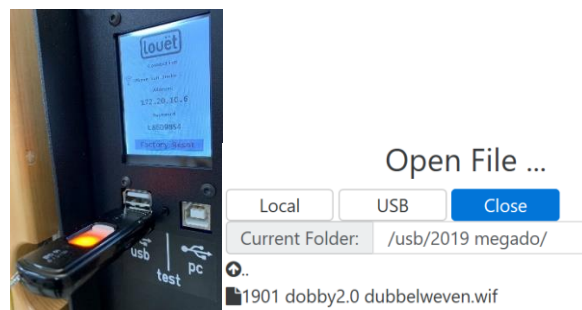 louët
172.20.10.6
Factory Reset
usb
pc
test
Open File ...
Local
USB
Close
Current Folder:
/usb/2019 megado/
..
1901 dobby2.0 dubbelweven.wif